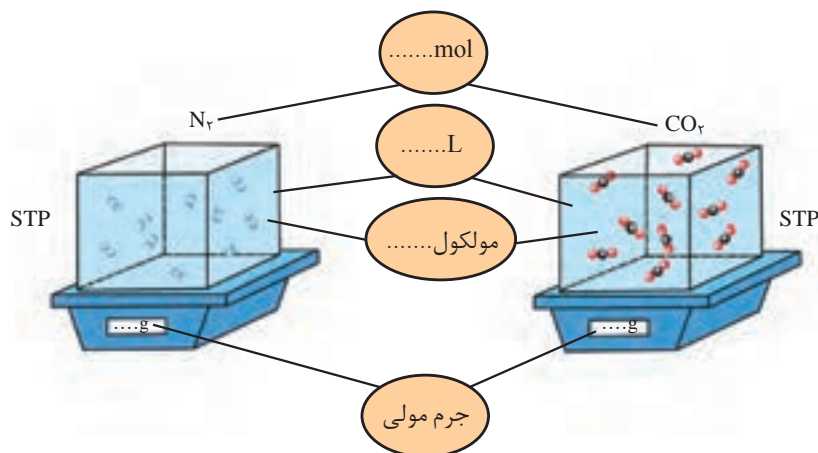 .......mol
N۲
CO۲
.......L
STP
STP
مولکول.......
....g
....g
جرم مولی